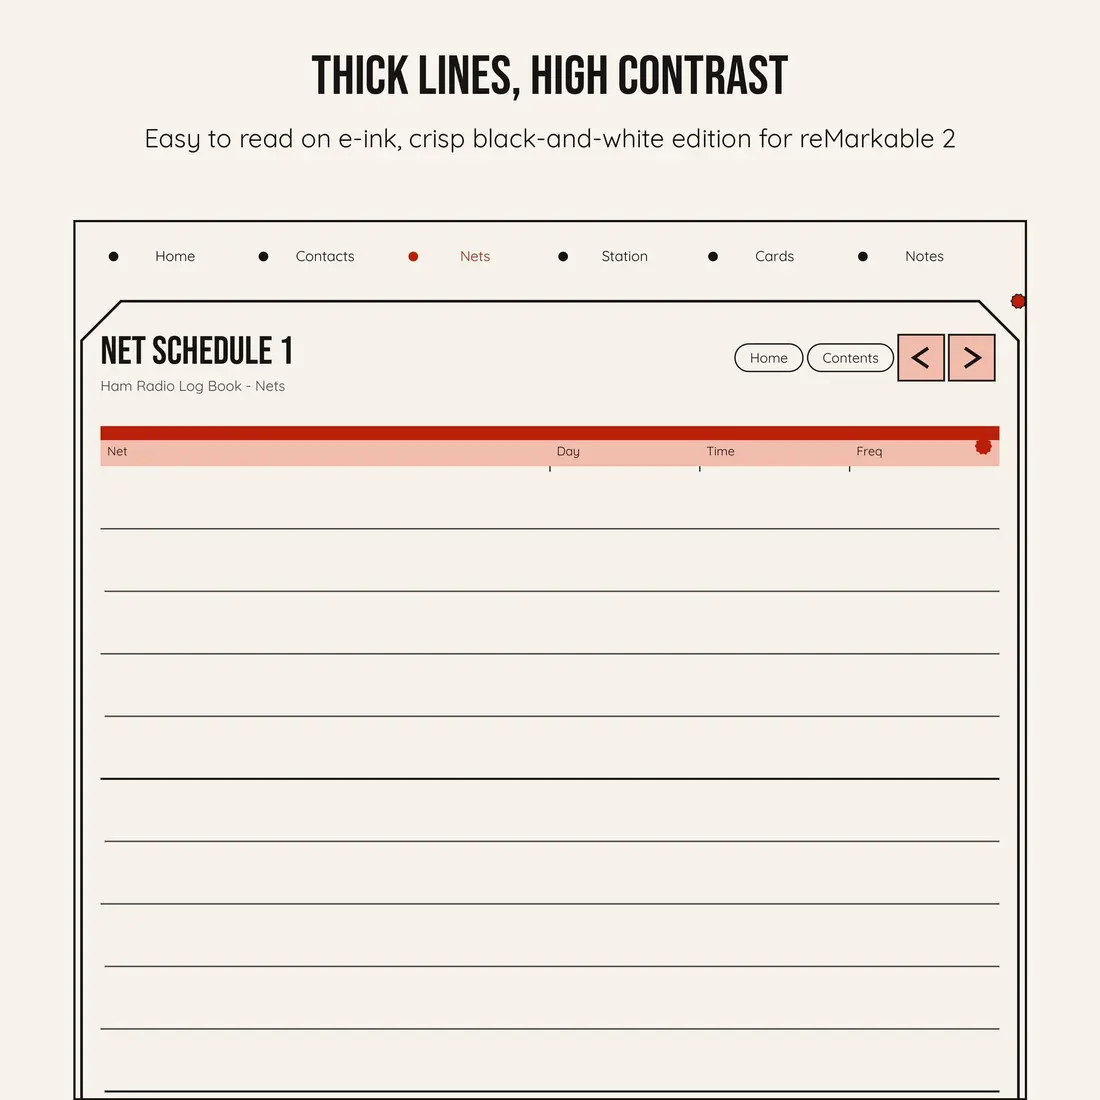 THICK LINES, HIGH CONTRAST
Easy to read on e-ink, crisp black-and-white edition for reMarkable 2
Home Contacts Nets Station Cards Notes
NET SCHEDULE 1
Home Contents < >
Ham Radio Log Book - Nets
Net Day Time Freq